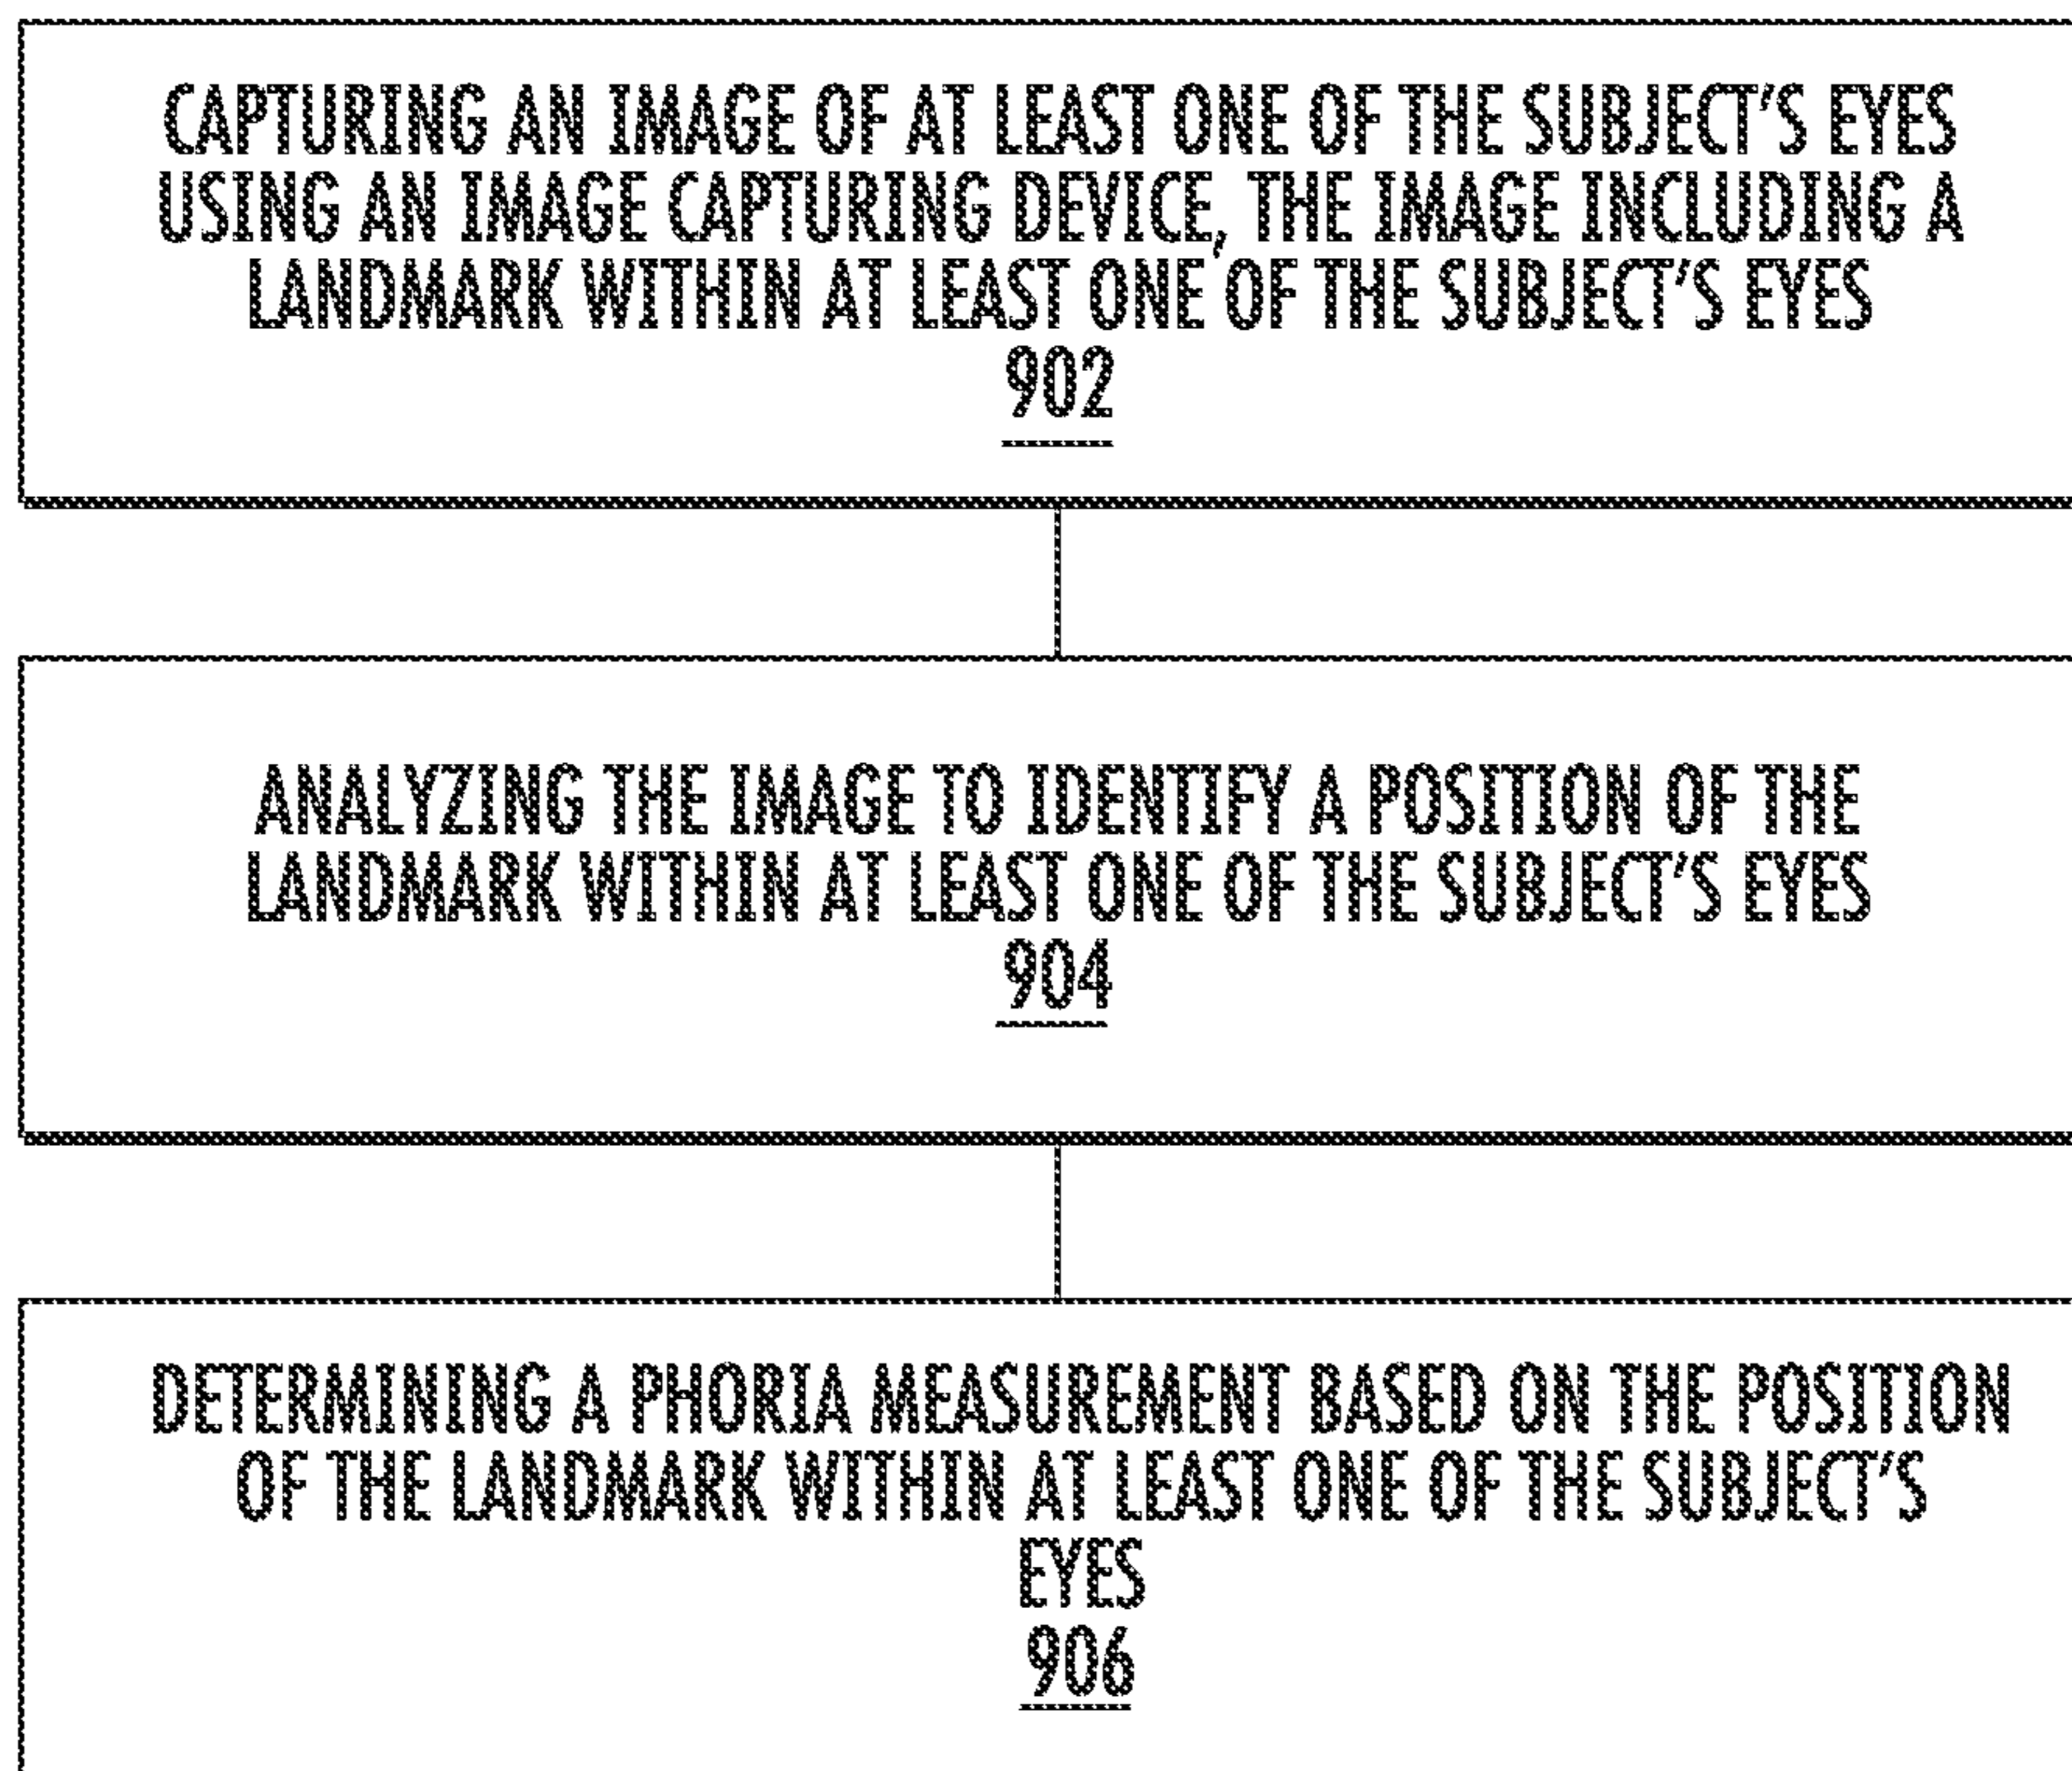 CAPTURING AN IMAGE OF AT LEAST ONE OF THE SUBJECT'S EYES
USING AN IMAGE CAPTURING DEVICE, THE IMAGE INCLUDING A
LANDMARK WITHIN AT LEAST ONE OF THE SUBJECT'S EYES
902
ANALYZING THE IMAGE TO IDENTIFY A POSITION OF THE
LANDMARK WITHIN AT LEAST ONE OF THE SUBJECT'S EYES
904
DETERMINING A PHORIA MEASUREMENT BASED ON THE POSITION
OF THE LANDMARK WITHIN AT LEAST ONE OF THE SUBJECT'S
EYES
906